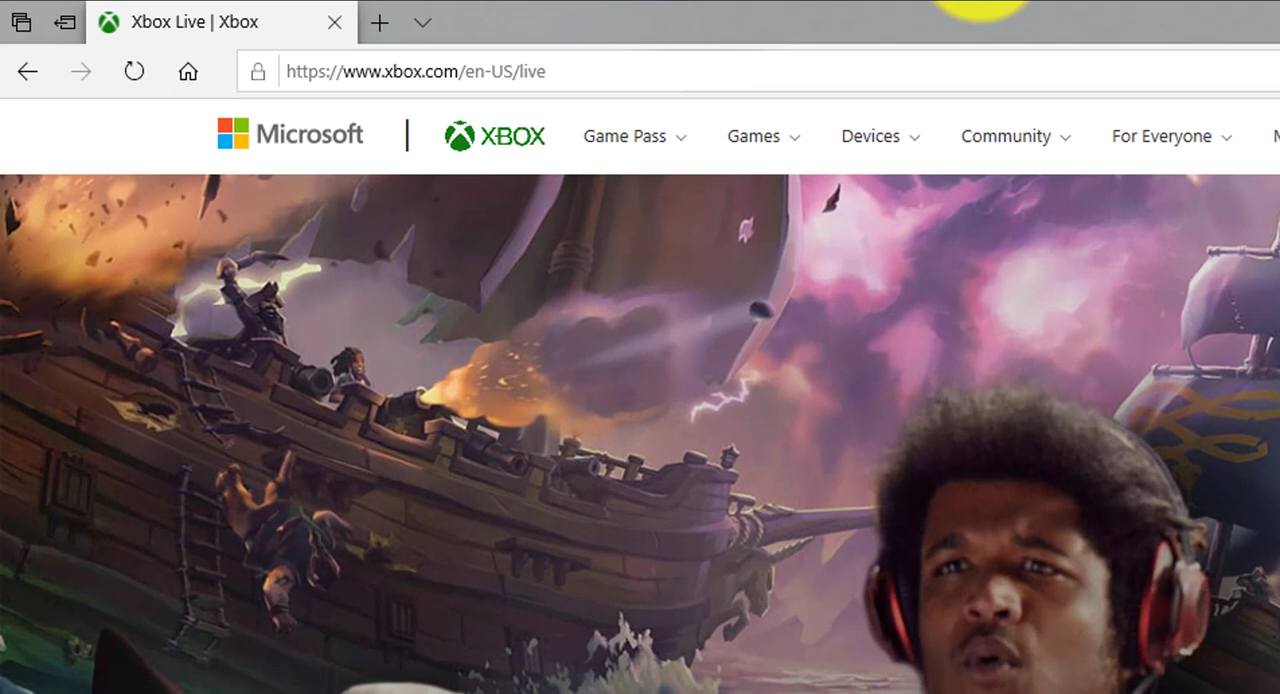 Xbox Live | Xbox
https://www.xbox.com/en-US/live
Microsoft | XBOX Game Pass Games Devices Community For Everyone